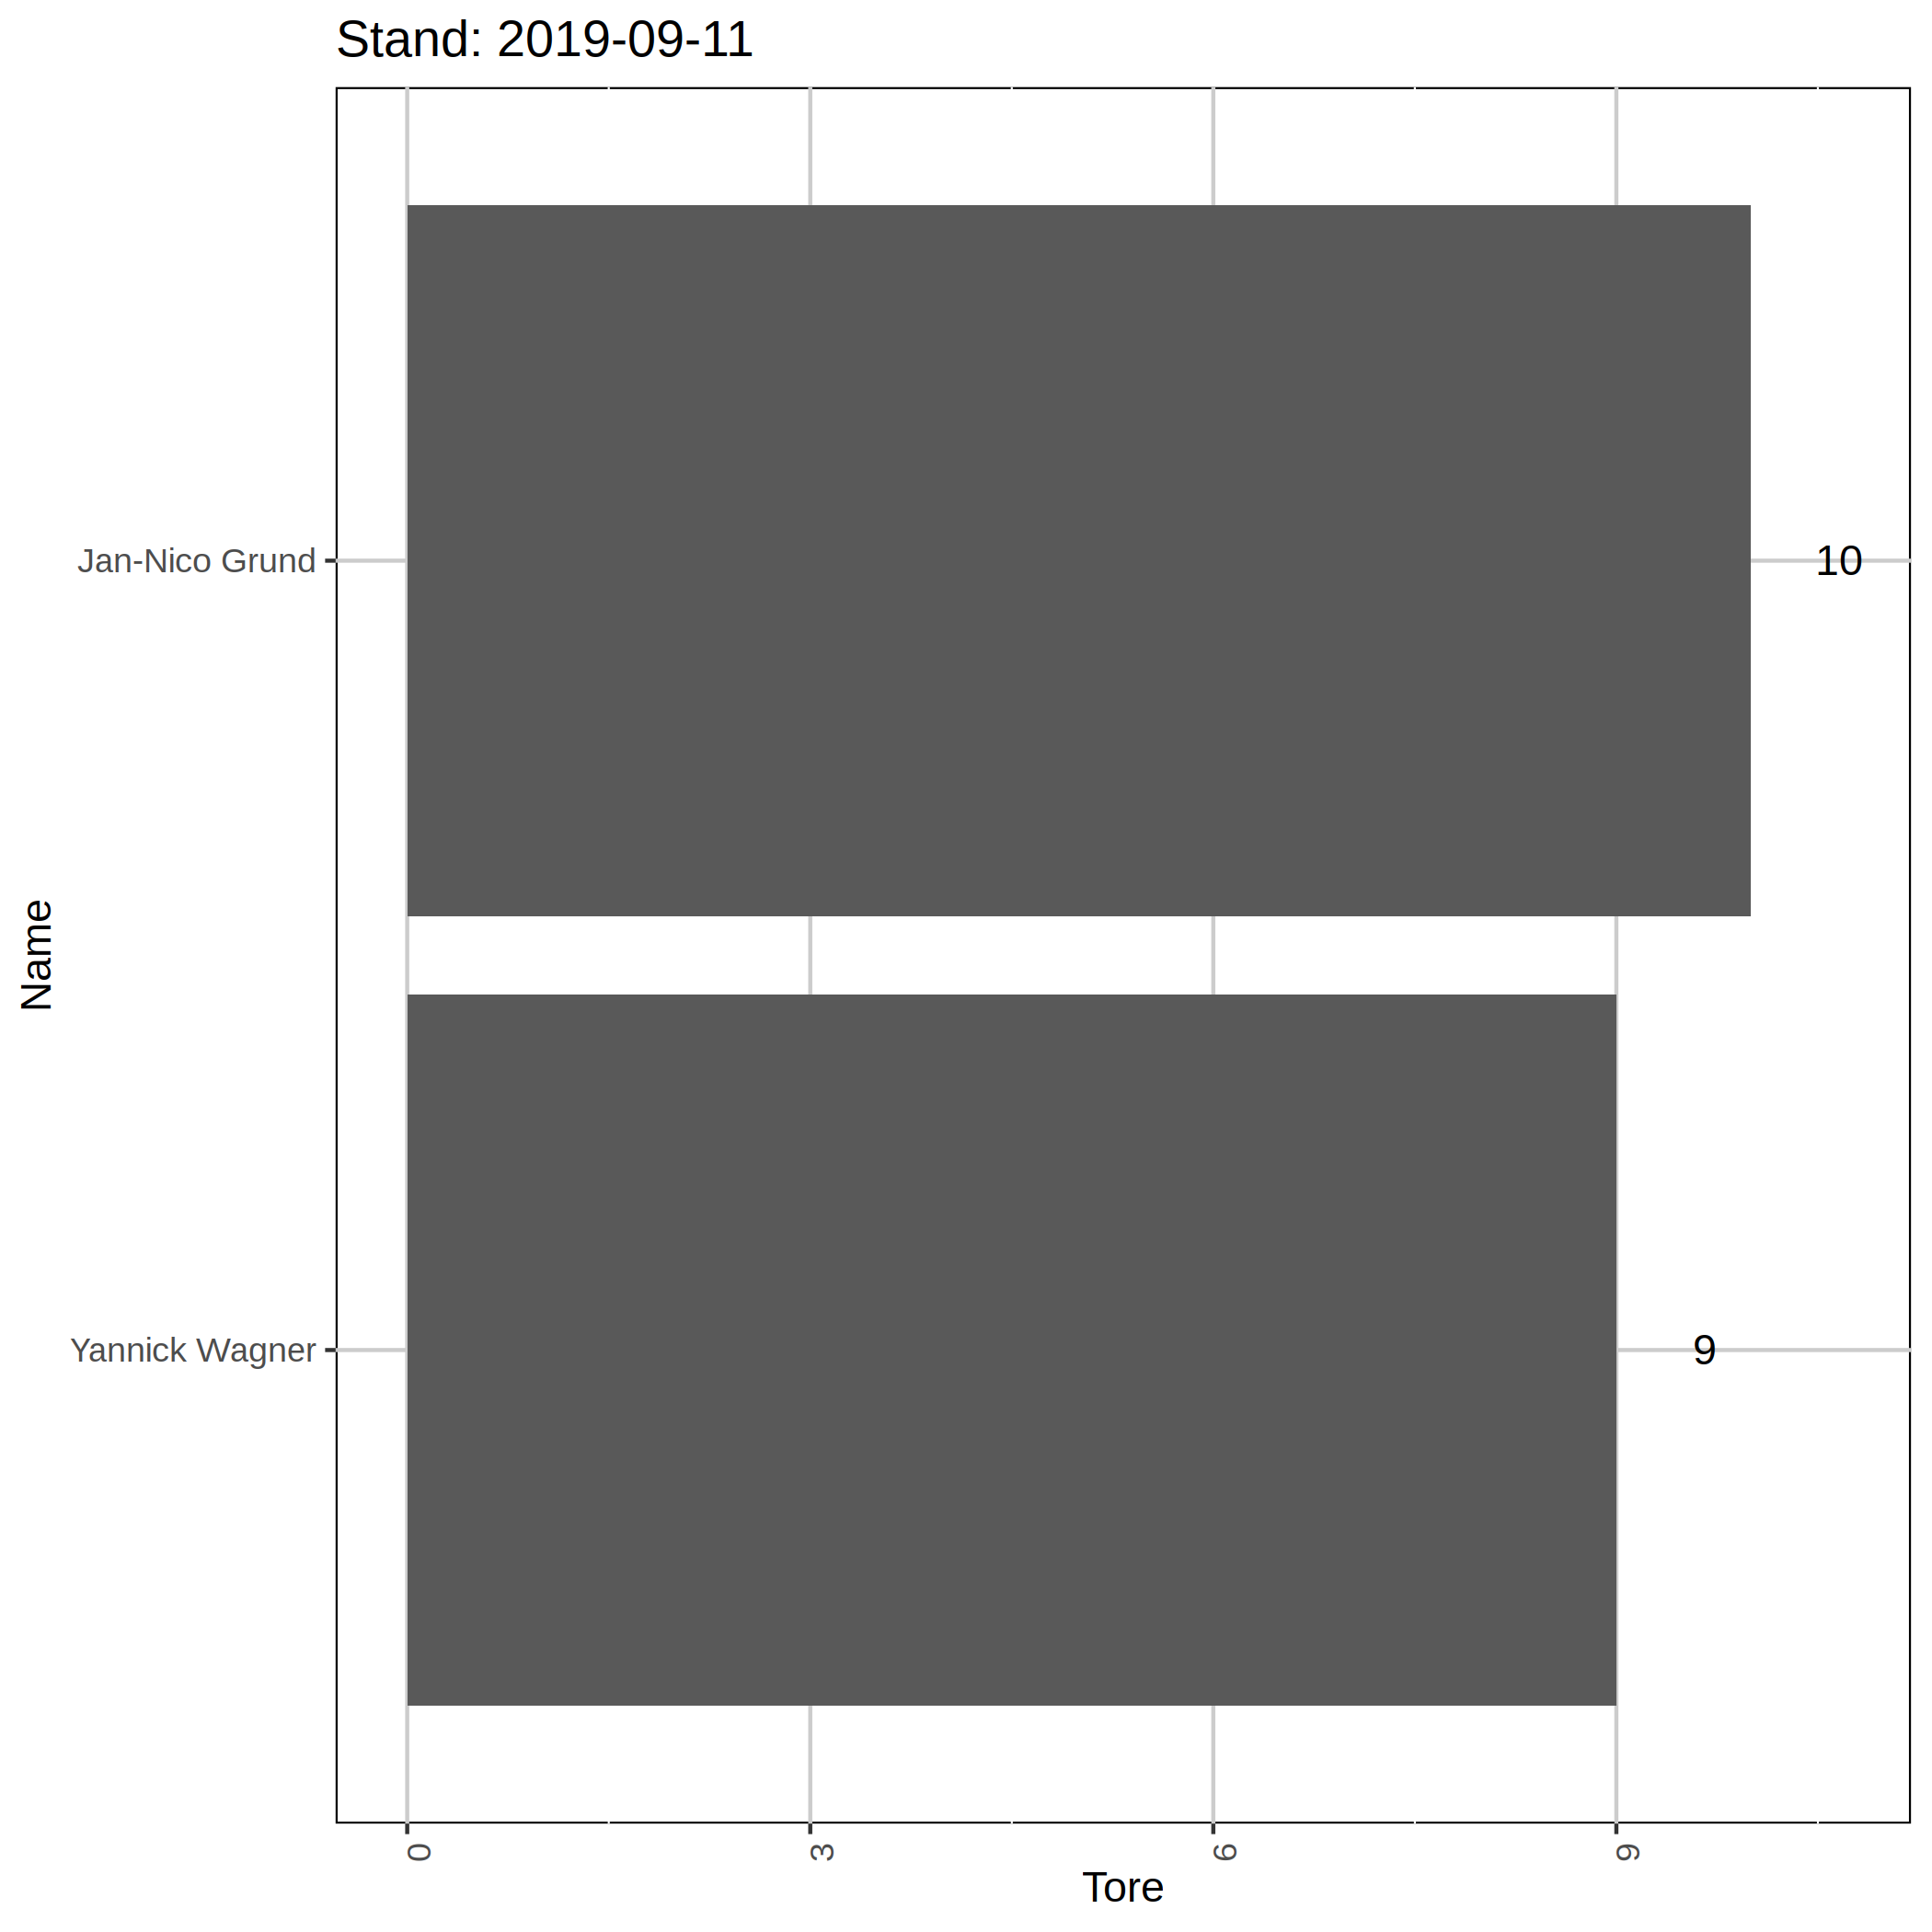 Stand: 2019-09-11
Name
Jan-Nico Grund
10
Yannick Wagner
9
0 3 6 9
Tore